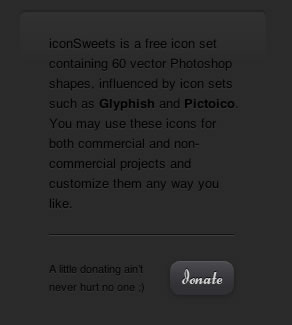 iconSweets is a free icon set
containing 60 vector Photoshop
shapes, influenced by icon sets
such as Glyphish and Pictoico.
You may use these icons for
both commercial and non-
commercial projects and
customize them any way you
like.
A little donating ain't
never hurt no one ;)
Donate